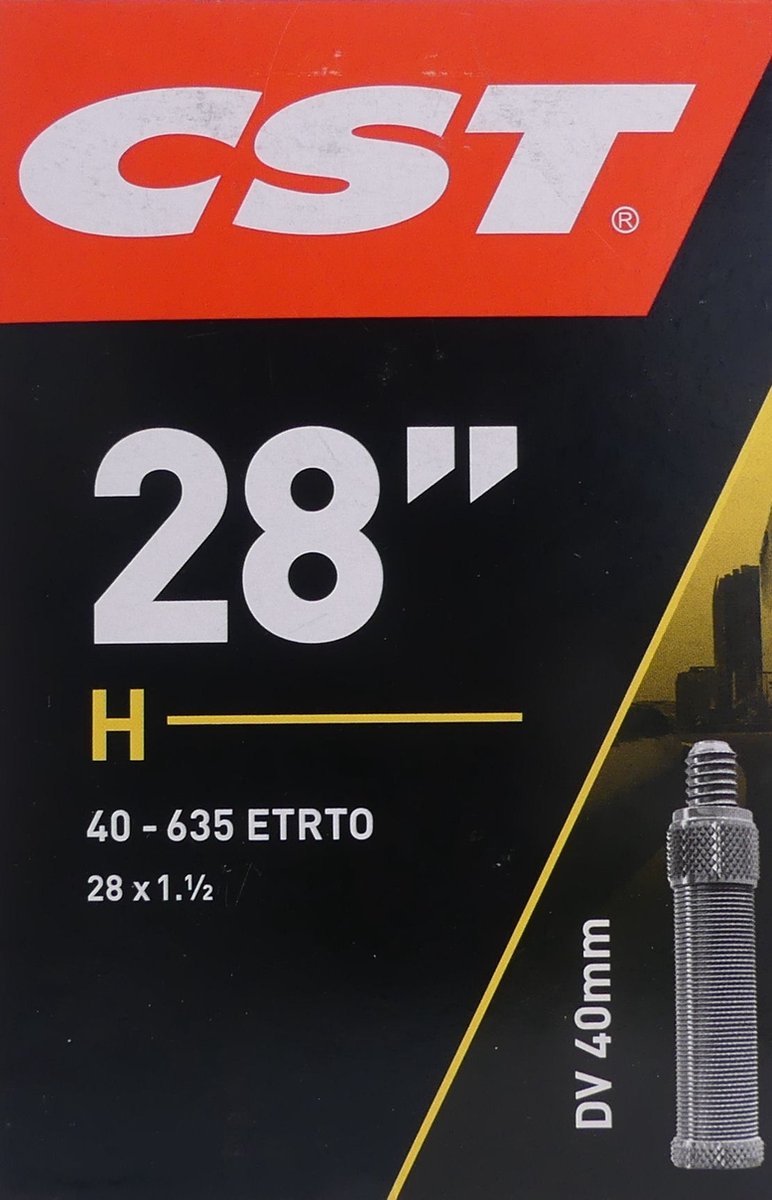 CST®
28”
H
40 - 635 ETRTO
28 x 1.½
DV 40mm